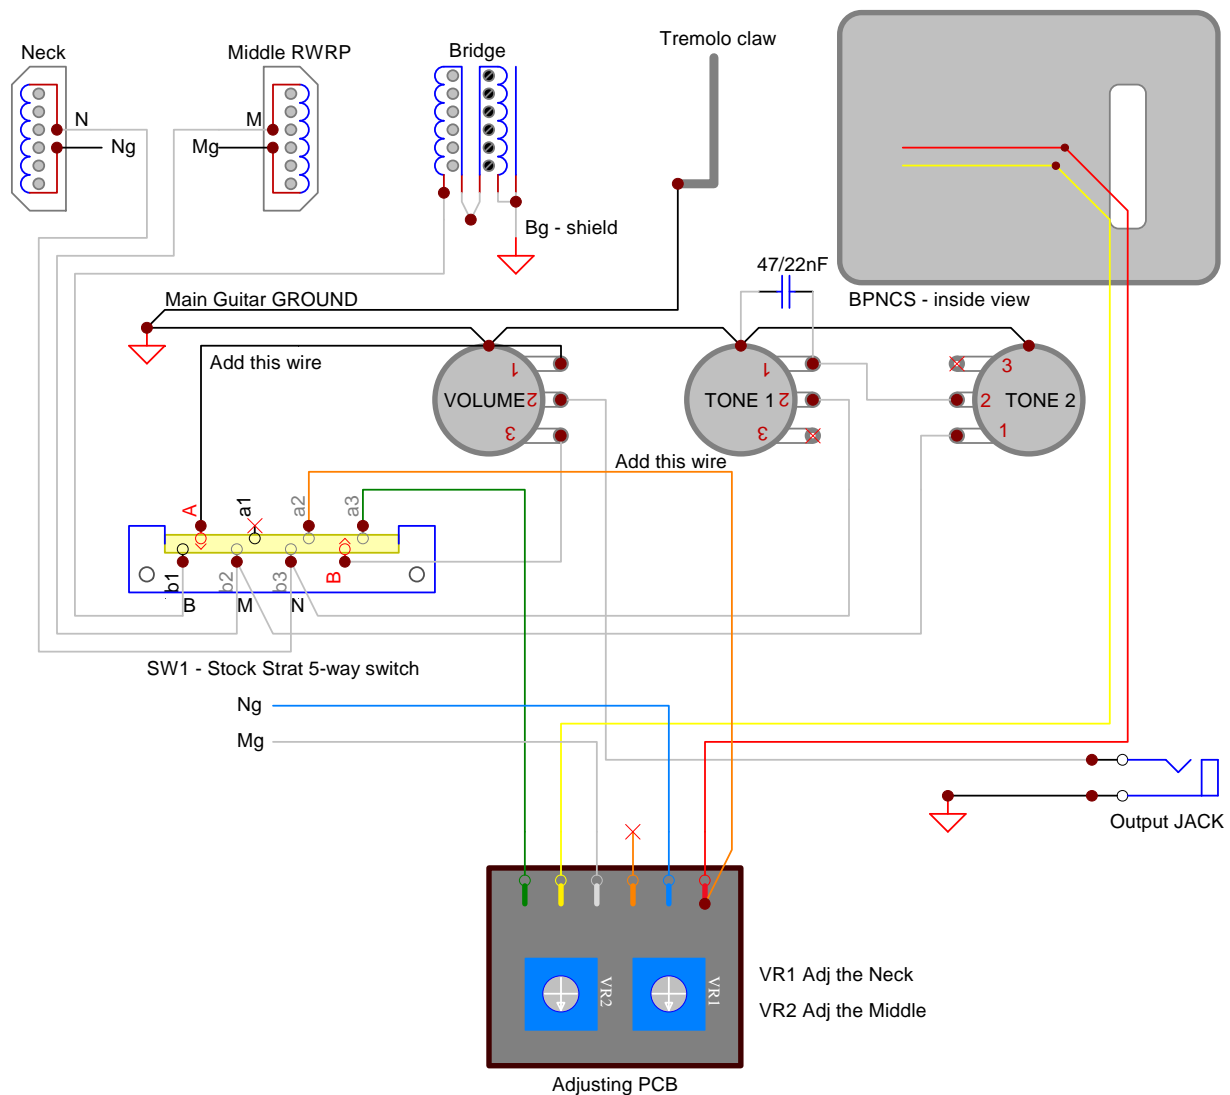 Neck
Middle RWRP
Bridge
Tremolo claw
N
M
Ng
Mg
Bg - shield
47/22nF
Main Guitar GROUND
BPNCS - inside view
Add this wire
1
1
3
VOLUME
2
TONE 1
2
2
TONE 2
3
3
1
Add this wire
A
a1
a2
a3
b1
b2
b3
B
B
M
N
SW1 - Stock Strat 5-way switch
Ng
Mg
Output JACK
VR2
VR1
VR1 Adj the Neck
VR2 Adj the Middle
Adjusting PCB